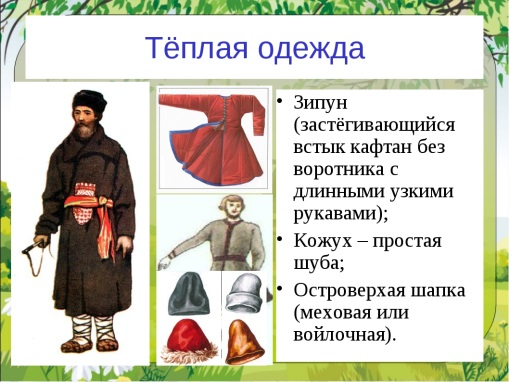 Тёплая одежда
• Зипун
(застёгивающийся
встык кафтан без
воротника с
длинными узкими
рукавами);
• Кожух – простая
шуба;
• Островерхая шапка
(меховая или
войлочная).